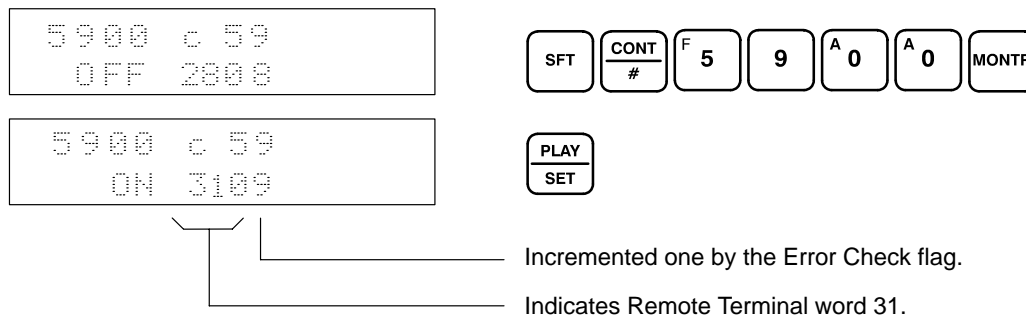 5900 c 59
OFF 2808
SFT CONT # F 5 9 A 0 A 0 MONTR
5900 c 59
ON 3109
PLAY SET
Incremented one by the Error Check flag.
Indicates Remote Terminal word 31.